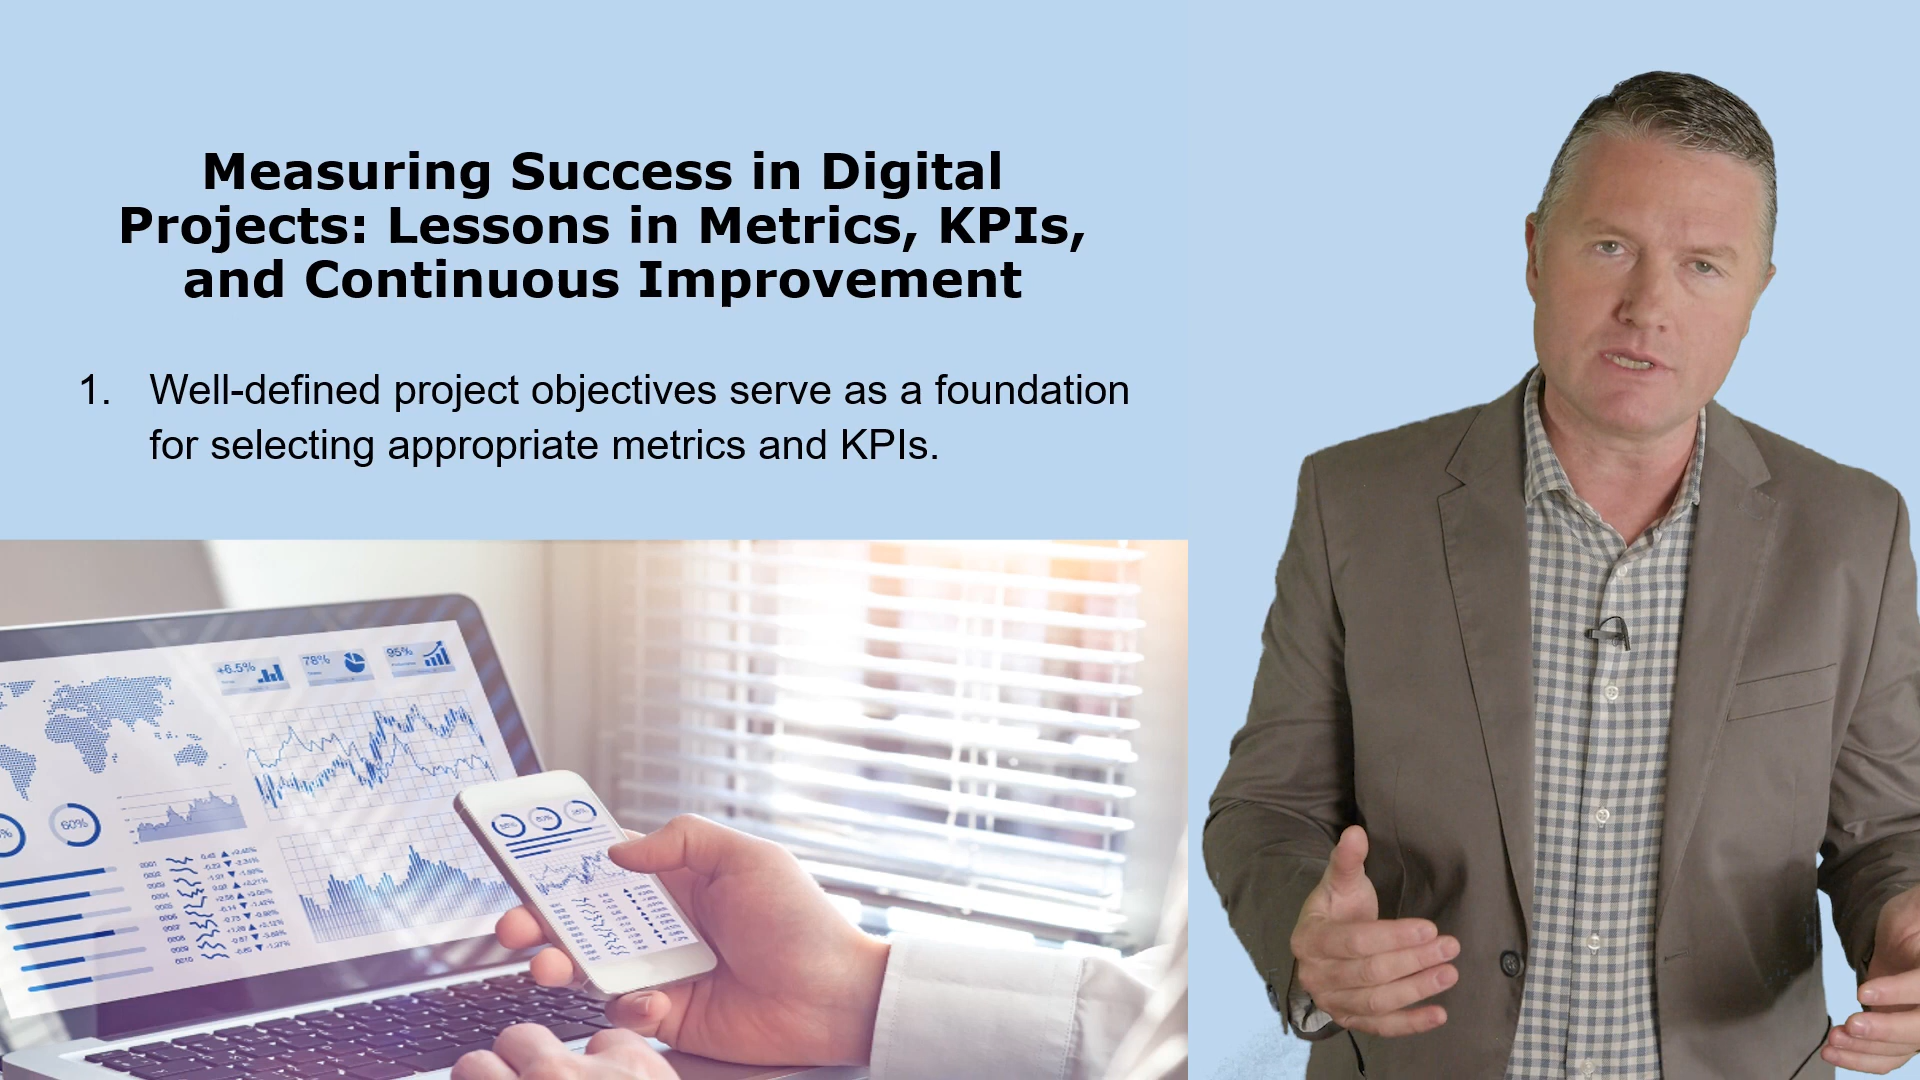 Measuring Success in Digital
Projects: Lessons in Metrics, KPIs,
and Continuous Improvement
1. Well-defined project objectives serve as a foundation
for selecting appropriate metrics and KPIs.
+6.5%
78%
95%
60%